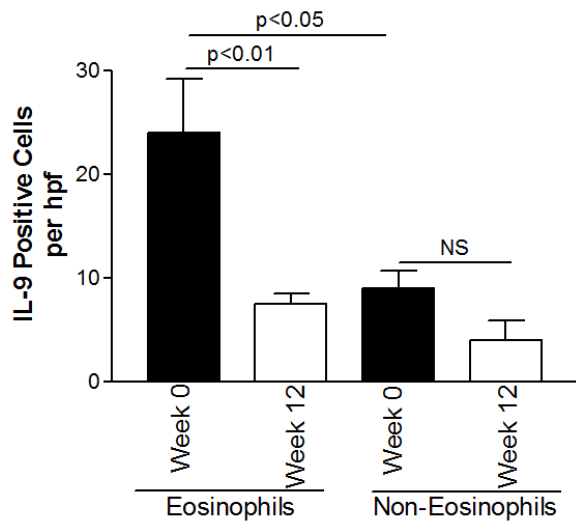 p<0.05
p<0.01
30
20
10
0
IL-9 Positive Cells
per hpf
NS
Week 0
Week 12
Week 0
Week 12
Eosinophils
Non-Eosinophils